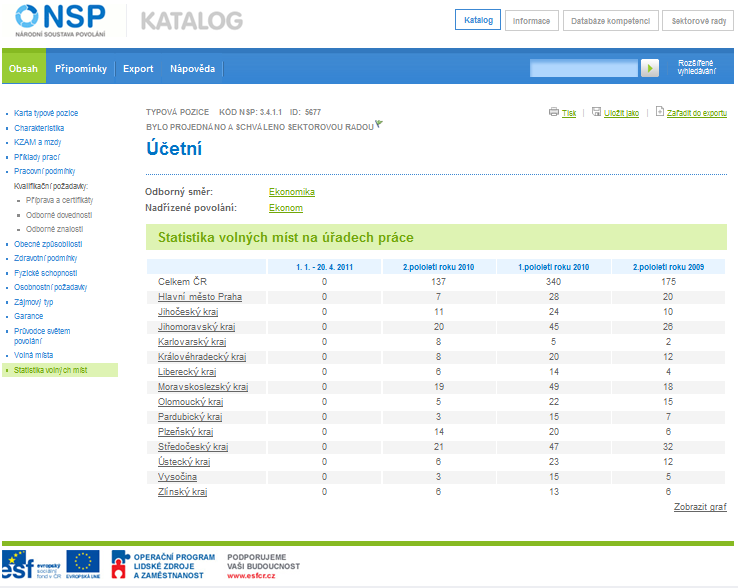 NSP
NÁRODNÍ SOUSTAVA POVOLÁNÍ
KATALOG
Katalog
Informace
Databáze kompetencí
Sektorové rady
Obsah
Připomínky
Export
Nápověda
Rozšířené
vyhledávání
Karta typové pozice
Charakteristika
KZAM a mzdy
Příklady prací
Pracovní podmínky
Kvalifikační požadavky:
Příprava a certifikáty
Odborné dovednosti
Odborné znalosti
Obecné způsobilosti
Zdravotní podmínky
Fyzické schopnosti
Osobnostní požadavky
Zájmový typ
Garance
Průvodce světem
povolání
Volná místa
Statistika volných míst
TYPOVÁ POZICE KÓD NSP: 3.4.1.1 ID: 5677
BYLO PROJEDNÁNO A SCHVÁLENO SEKTOROVOU RADOU
Tisk | Uložit jako | Zařadit do exportu
Účetní
Odborný směr: Ekonomika
Nadřízené povolání: Ekonom
Statistika volných míst na úřadech práce
1. 1. - 20. 4. 2011 2.pololetí roku 2010 1.pololetí roku 2010 2.pololetí roku 2009
Celkem ČR 0 137 340 175
Hlavní město Praha 0 7 28 20
Jihočeský kraj 0 11 24 10
Jihomoravský kraj 0 20 45 26
Karlovarský kraj 0 8 5 2
Královéhradecký kraj 0 8 20 12
Liberecký kraj 0 6 14 4
Moravskoslezský kraj 0 19 49 18
Olomoucký kraj 0 5 22 15
Pardubický kraj 0 3 15 7
Plzeňský kraj 0 14 20 6
Středočeský kraj 0 21 47 32
Ústecký kraj 0 6 23 12
Vysočina 0 3 15 5
Zlínský kraj 0 6 13 6
Zobrazit graf
esf evropský
sociální
fond v ČR
EVROPSKÁ UNIE
OPERAČNÍ PROGRAM
LIDSKÉ ZDROJE
A ZAMĚSTNANOST
PODPORUJEME
VAŠI BUDOUCNOST
www.esfcr.cz